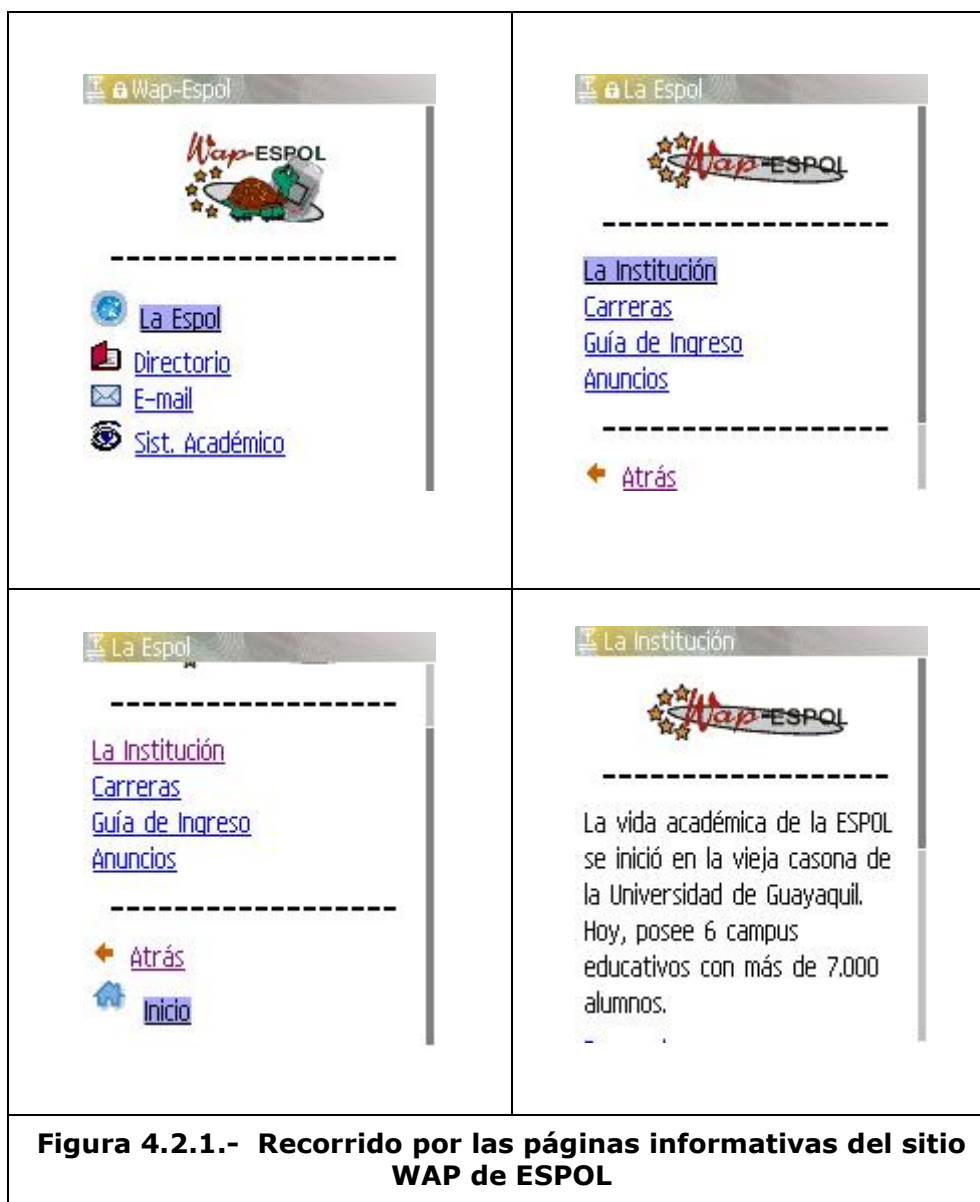 Wap-Espol
Wap-ESPOL
-------------------
La Espol
Directorio
E-mail
Sist. Académico
La Espol
Wap-ESPOL
-------------------
La Institución
Carreras
Guía de Ingreso
Anuncios
-------------------
Atrás
La Espol
-------------------
La Institución
Carreras
Guía de Ingreso
Anuncios
-------------------
Atrás
Inicio
La Institución
Wap-ESPOL
-------------------
La vida académica de la ESPOL
se inició en la vieja casona de
la Universidad de Guayaquil.
Hoy, posee 6 campus
educativos con más de 7.000
alumnos.
Figura 4.2.1.- Recorrido por las páginas informativas del sitio
WAP de ESPOL